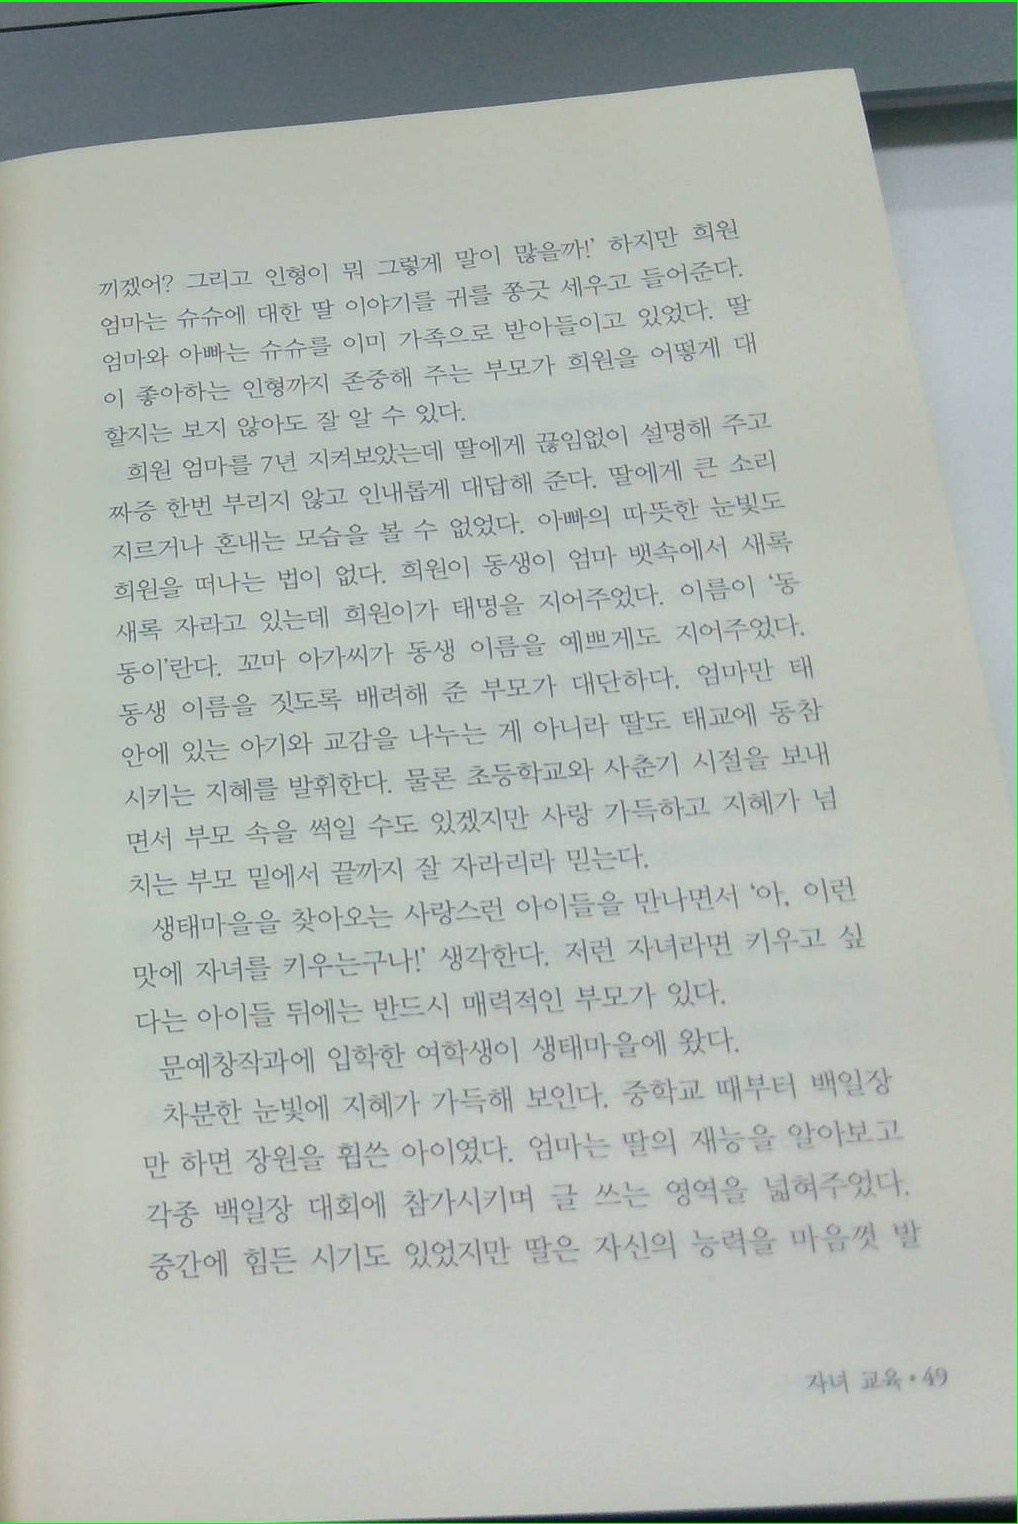 끼겠어? 그리고 인형이 뭐 그렇게 말이 많을까!’ 하지만 희원
엄마는 슈슈에 대한 딸 이야기를 귀를 쫑긋 세우고 들어준다.
엄마와 아빠는 슈슈를 이미 가족으로 받아들이고 있었다. 딸
이 좋아하는 인형까지 존중해 주는 부모가 희원을 어떻게 대
할지는 보지 않아도 잘 알 수 있다.
희원 엄마를 7년 지켜보았는데 딸에게 끊임없이 설명해 주고
짜증 한번 부리지 않고 인내롭게 대답해 준다. 딸에게 큰 소리
지르거나 혼내는 모습을 볼 수 없었다. 아빠의 따뜻한 눈빛도
희원을 떠나는 법이 없다. 희원이 동생이 엄마 뱃속에서 새록
새록 자라고 있는데 희원이가 태명을 지어주었다. 이름이 ‘동
동이’란다. 꼬마 아가씨가 동생 이름을 예쁘게도 지어주었다.
동생 이름을 짓도록 배려해 준 부모가 대단하다. 엄마만 태
안에 있는 아기와 교감을 나누는 게 아니라 딸도 태교에 동참
시키는 지혜를 발휘한다. 물론 초등학교와 사춘기 시절을 보내
면서 부모 속을 썩일 수도 있겠지만 사랑 가득하고 지혜가 넘
치는 부모 밑에서 끝까지 잘 자라리라 믿는다.
생태마을을 찾아오는 사랑스런 아이들을 만나면서 ‘아, 이런
맛에 자녀를 키우는구나!’ 생각한다. 저런 자녀라면 키우고 싶
다는 아이들 뒤에는 반드시 매력적인 부모가 있다.
문예창작과에 입학한 여학생이 생태마을에 왔다.
차분한 눈빛에 지혜가 가득해 보인다. 중학교 때부터 백일장
만 하면 장원을 휩쓴 아이였다. 엄마는 딸의 재능을 알아보고
각종 백일장 대회에 참가시키며 글 쓰는 영역을 넓혀주었다.
중간에 힘든 시기도 있었지만 딸은 자신의 능력을 마음껏 발
자녀 교육 • 49